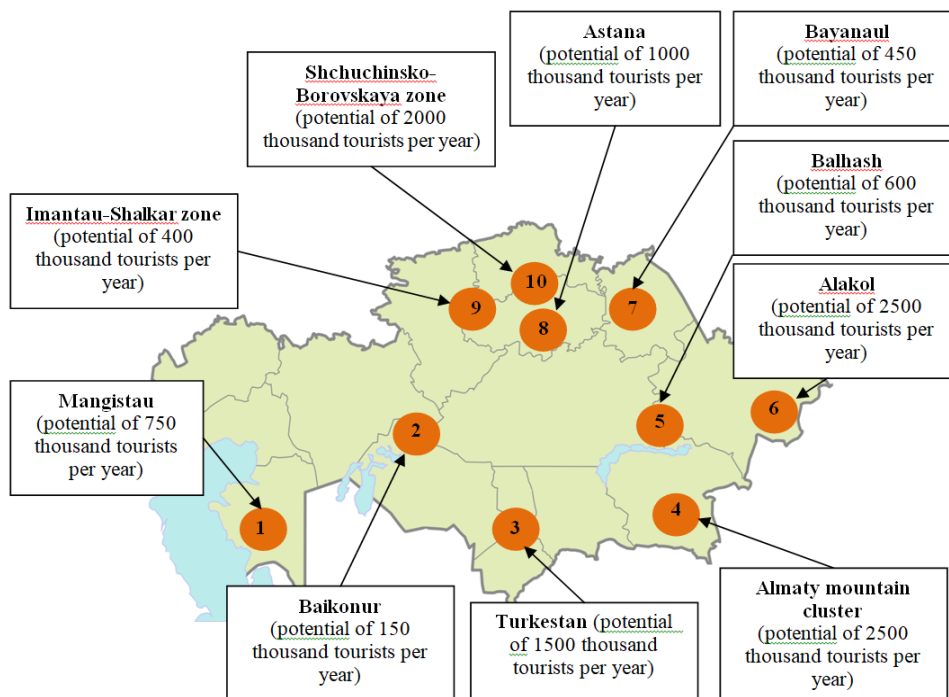 Astana
(potential of 1000
thousand tourists per
year)
Bayanaul
(potential of 450
thousand tourists per
year)
Shchuchinsko-
Borovskaya zone
(potential of 2000
thousand tourists per
year)
Balhash
(potential of 600
thousand tourists per
year)
Imantau-Shalkar zone
(potential of 400
thousand tourists per
year)
Alakol
(potential of 2500
thousand tourists per
year)
Mangistau
(potential of 750
thousand tourists
per year)
10
9
8
7
6
5
2
4
3
1
Baikonur
(potential of 150
thousand tourists per
year)
Turkestan (potential
of 1500 thousand
tourists per year)
Almaty mountain
cluster
(potential of 2500
thousand tourists per
year)